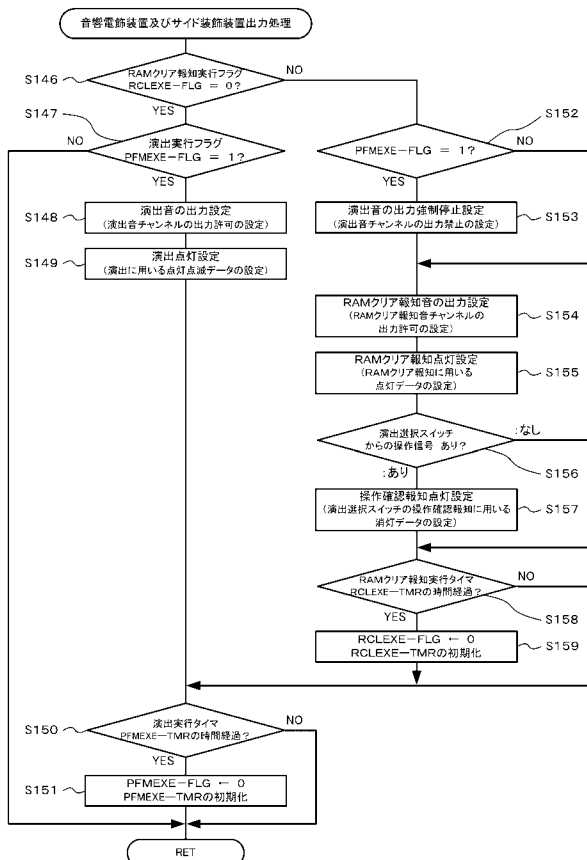 音響電飾装置及びサイド装飾装置出力処理
S146
RAMクリア報知実行フラグ
RCLEXE-FLG = 0?
NO
YES
S147
NO
演出実行フラグ
PFMEXE-FLG = 1?
YES
S148
演出音の出力設定
(演出音チャンネルの出力許可の設定)
S149
演出点灯設定
(演出に用いる点灯点滅データの設定)
S152
PFMEXE-FLG = 1?
NO
YES
演出音の出力強制停止設定
(演出音チャンネルの出力禁止の設定)
S153
RAMクリア報知音の出力設定
(RAMクリア報知音チャンネルの
出力許可の設定)
S154
RAMクリア報知点灯設定
(RAMクリア報知に用いる
点灯データの設定)
S155
演出選択スイッチ
からの操作信号 あり?
:なし
S156
:あり
操作確認報知点灯設定
(演出選択スイッチの操作確認報知に用いる
消灯データの設定)
S157
RAMクリア報知実行タイマ
RCLEXE-TMRの時間経過?
NO
S158
YES
RCLEXE-FLG ← 0
RCLEXE-TMRの初期化
S159
S150
演出実行タイマ
PFMEXE-TMRの時間経過?
NO
YES
S151
PFMEXE-FLG ← 0
PFMEXE-TMRの初期化
RET